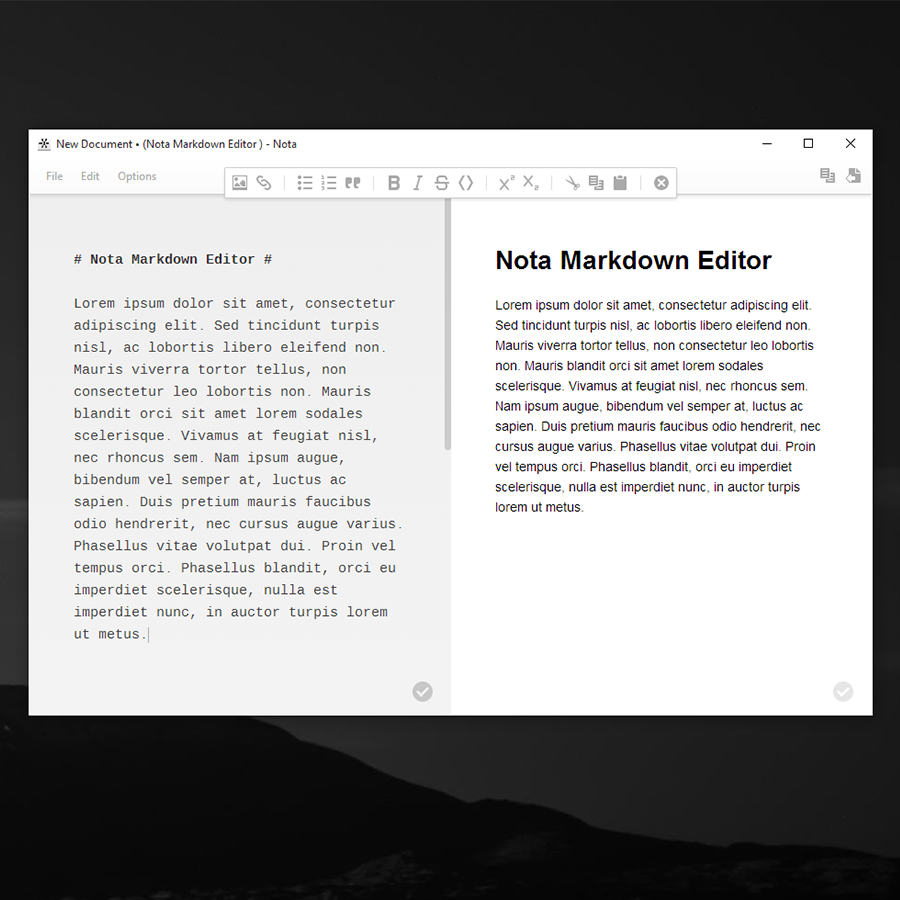 New Document • (Nota Markdown Editor ) - Nota
File Edit Options
# Nota Markdown Editor #
Lorem ipsum dolor sit amet, consectetur
adipiscing elit. Sed tincidunt turpis
nisl, ac lobortis libero eleifend non.
Mauris viverra tortor tellus, non
consectetur leo lobortis non. Mauris
blandit orci sit amet lorem sodales
scelerisque. Vivamus at feugiat nisl,
nec rhoncus sem. Nam ipsum augue,
bibendum vel semper at, luctus ac
sapien. Duis pretium mauris faucibus
odio hendrerit, nec cursus augue varius.
Phasellus vitae volutpat dui. Proin vel
tempus orci. Phasellus blandit, orci eu
imperdiet scelerisque, nulla est
imperdiet nunc, in auctor turpis lorem
ut metus.
Nota Markdown Editor
Lorem ipsum dolor sit amet, consectetur adipiscing elit.
Sed tincidunt turpis nisl, ac lobortis libero eleifend non.
Mauris viverra tortor tellus, non consectetur leo lobortis
non. Mauris blandit orci sit amet lorem sodales
scelerisque. Vivamus at feugiat nisl, nec rhoncus sem.
Nam ipsum augue, bibendum vel semper at, luctus ac
sapien. Duis pretium mauris faucibus odio hendrerit, nec
cursus augue varius. Phasellus vitae volutpat dui. Proin
vel tempus orci. Phasellus blandit, orci eu imperdiet
scelerisque, nulla est imperdiet nunc, in auctor turpis
lorem ut metus.